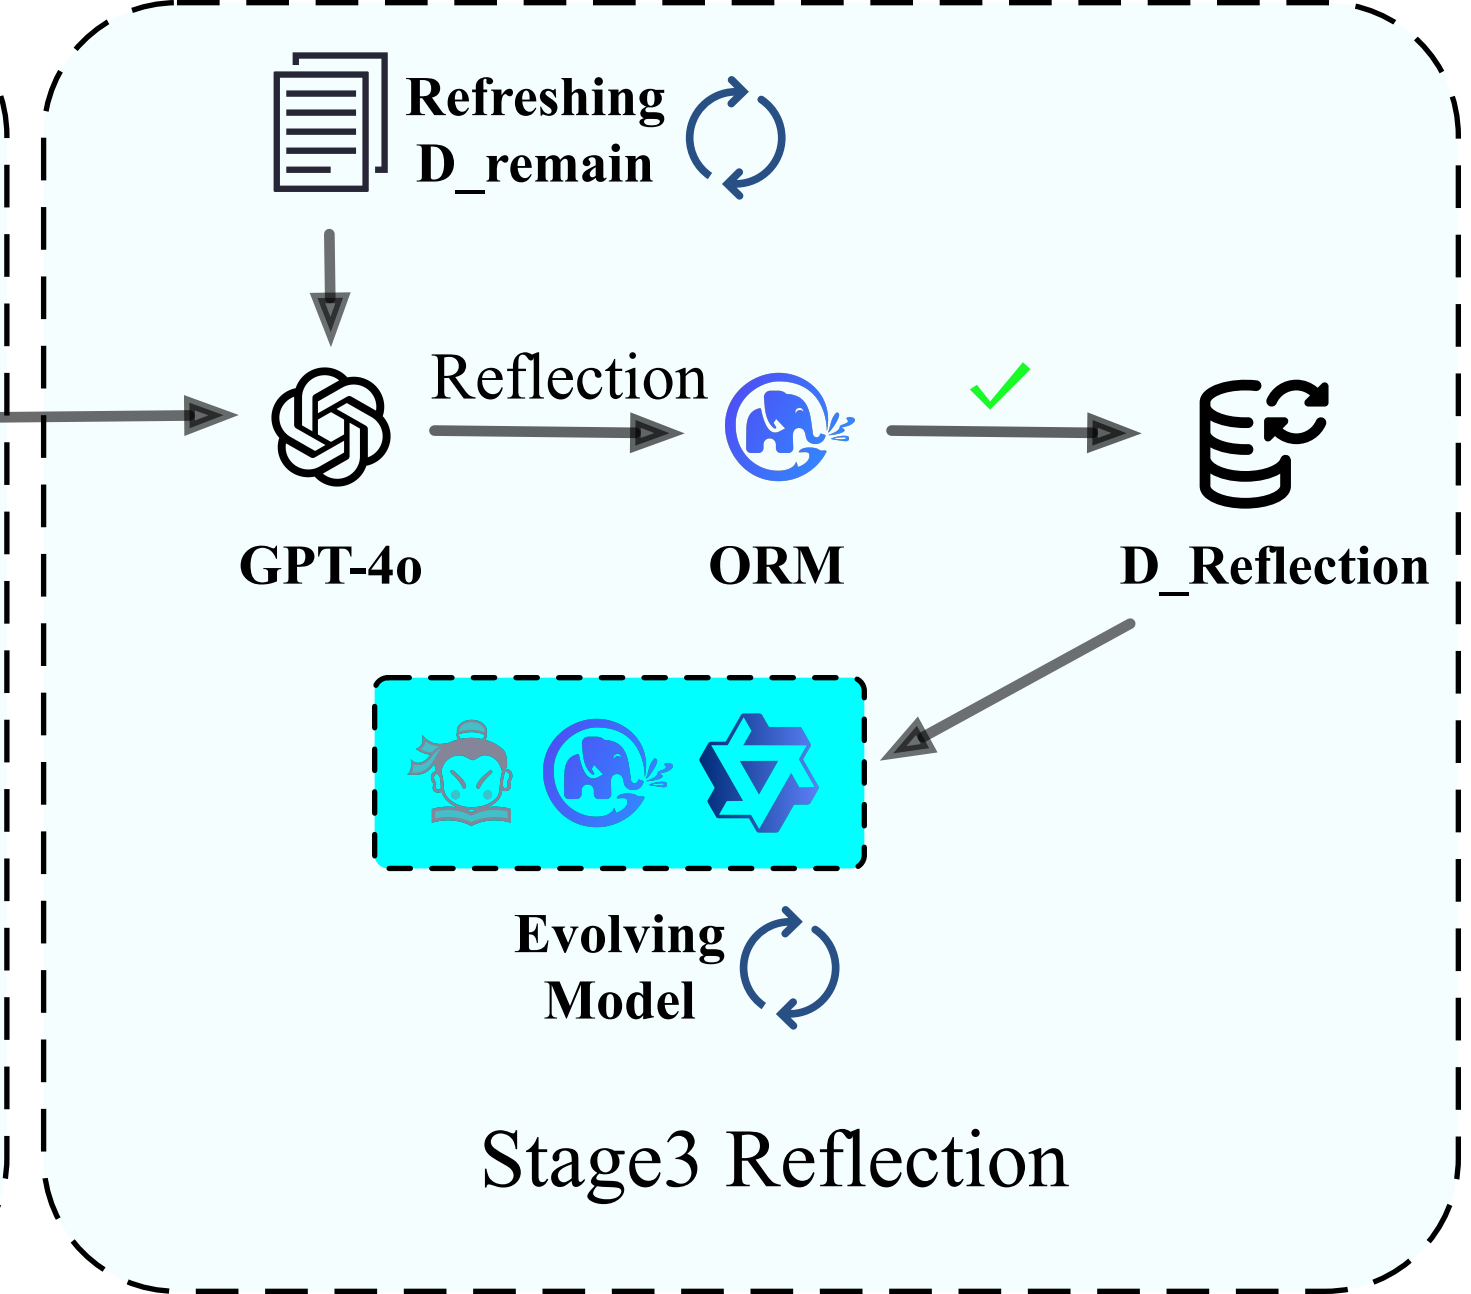 Refreshing
D_remain
Reflection
GPT-4o
ORM
D_Reflection
Evolving
Model
Stage3 Reflection